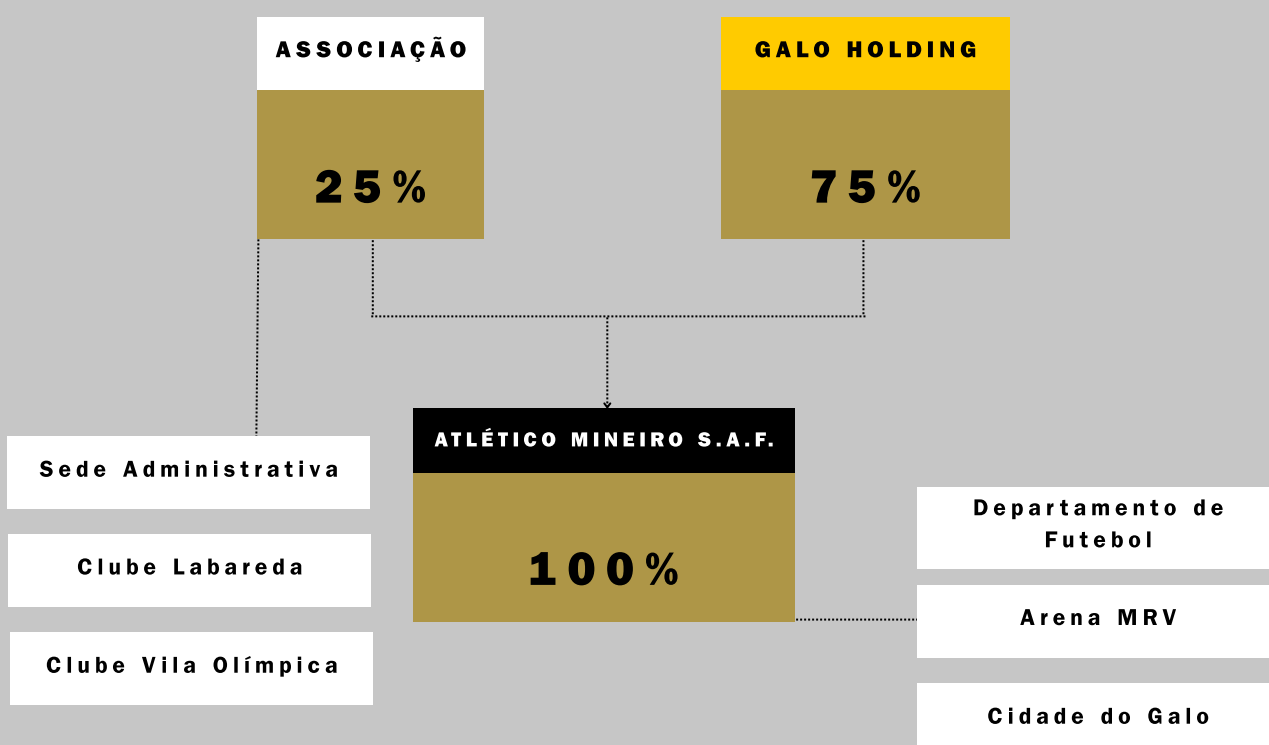 ASSOCIAÇÃO
GALO HOLDING
25%
75%
ATLÉTICO MINEIRO S.A.F.
100%
Sede Administrativa
Clube Labareda
Clube Vila Olímpica
Departamento de
Futebol
Arena MRV
Cidade do Galo